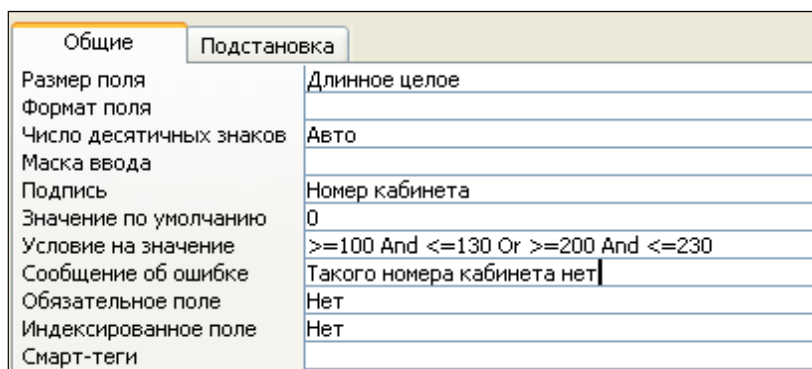 Общие Подстановка
Размер поля Длинное целое
Формат поля
Число десятичных знаков Авто
Маска ввода
Подпись Номер кабинета
Значение по умолчанию 0
Условие на значение >=100 And <=130 Or >=200 And <=230
Сообщение об ошибке Такого номера кабинета нет
Обязательное поле Нет
Индексированное поле Нет
Смарт-теги